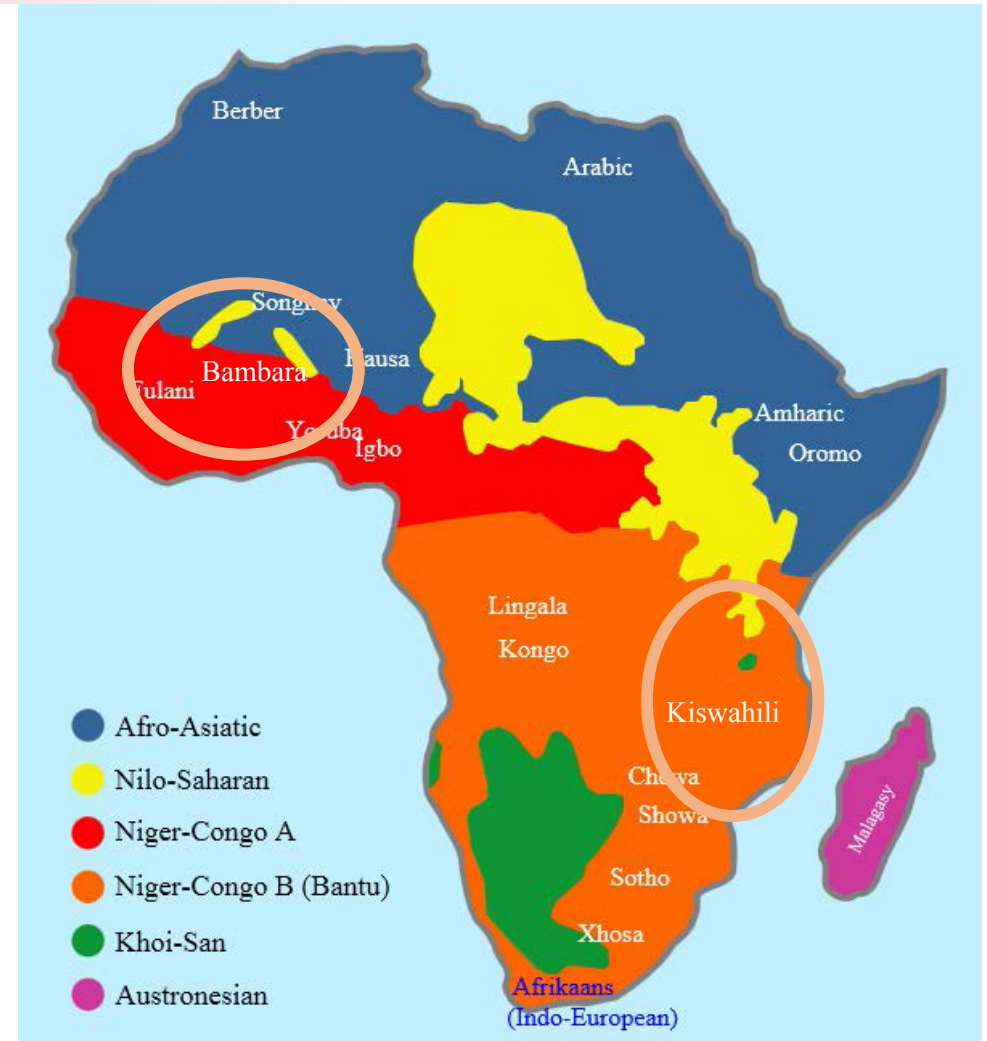 Berber
Arabic
Songhay
Hausa
Bambara
Fulani
Yoruba
Igbo
Amharic
Oromo
Lingala
Kongo
Kiswahili
Chewa
Showa
Sotho
Xhosa
Malagasy
Afrikaans
(Indo-European)
Afro-Asiatic
Nilo-Saharan
Niger-Congo A
Niger-Congo B (Bantu)
Khoi-San
Austronesian